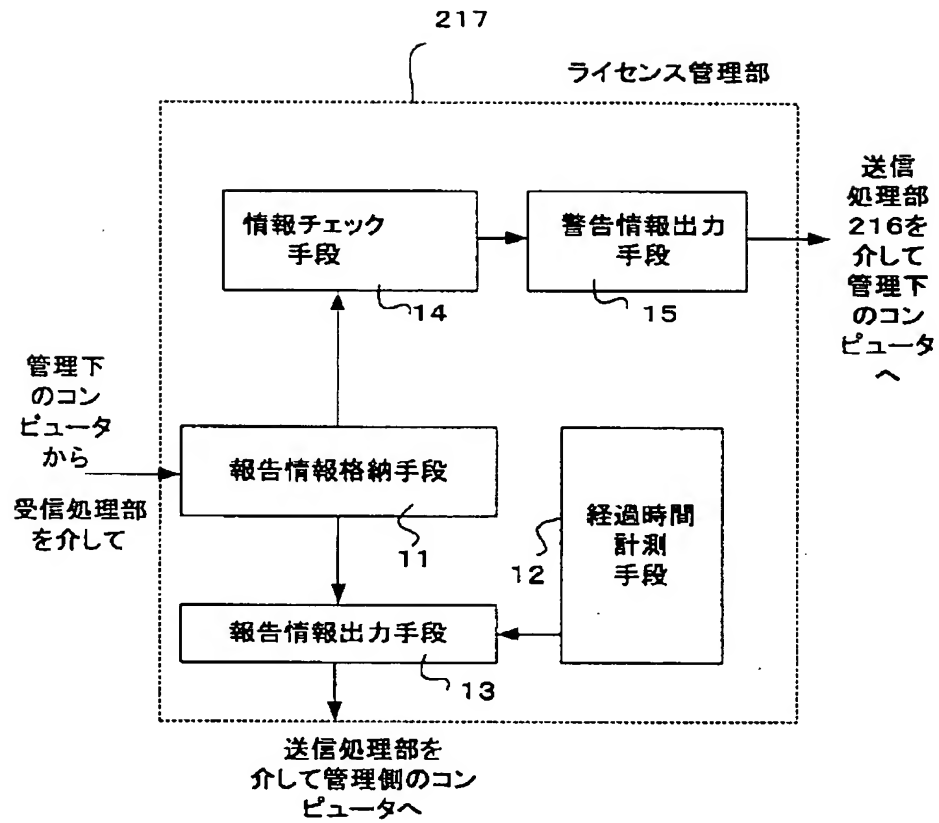 217
ライセンス管理部
情報チェック
手段
14
警告情報出力
手段
15
送信
処理部
216を
介して
管理下
のコン
ピュータ
へ
管理下
のコン
ピュータ
から
受信処理部
を介して
報告情報格納手段
11
経過時間
計測
手段
12
報告情報出力手段
13
送信処理部を
介して管理側のコン
ピュータへ